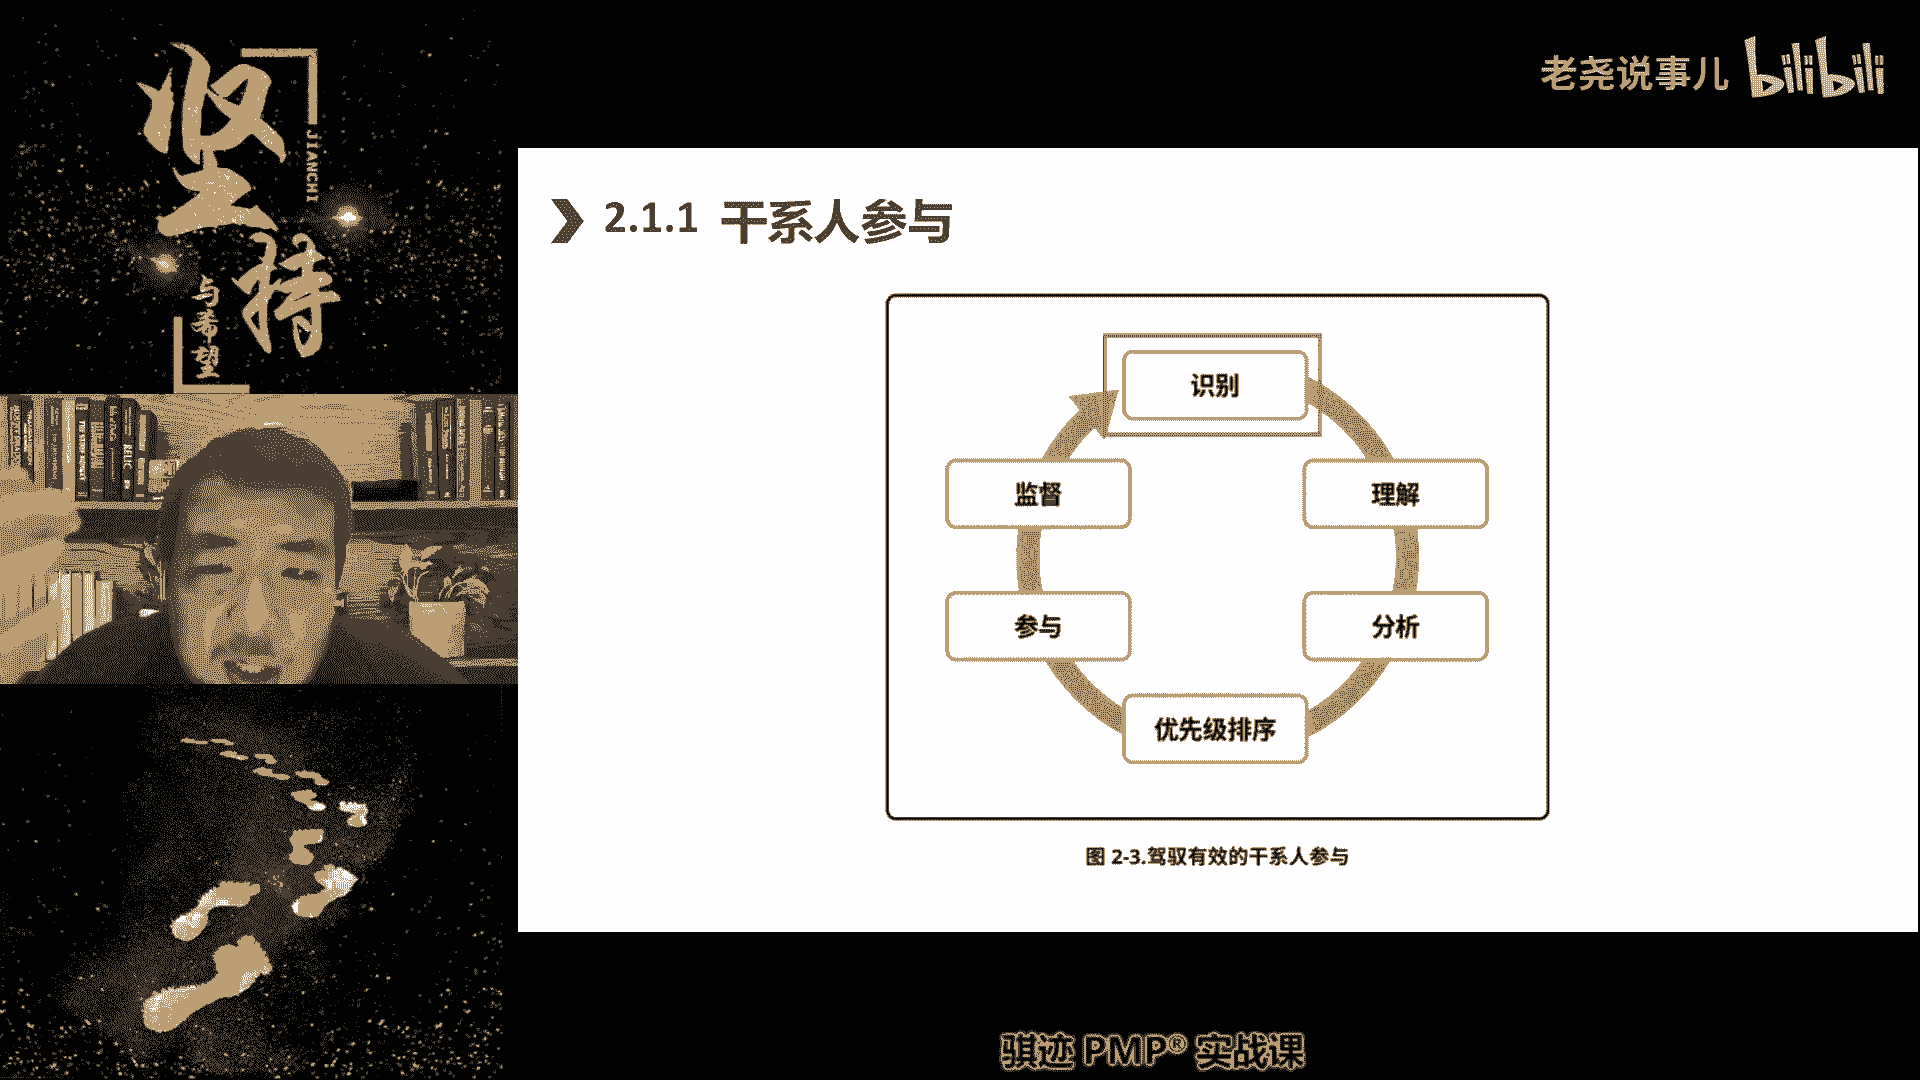 坚持
JIANCHI
与希望
老尧说事儿 bilibili
2.1.1 干系人参与
识别
监督
理解
参与
分析
优先级排序
图 2-3.驾驭有效的干系人参与
骐迹 PMP® 实战课